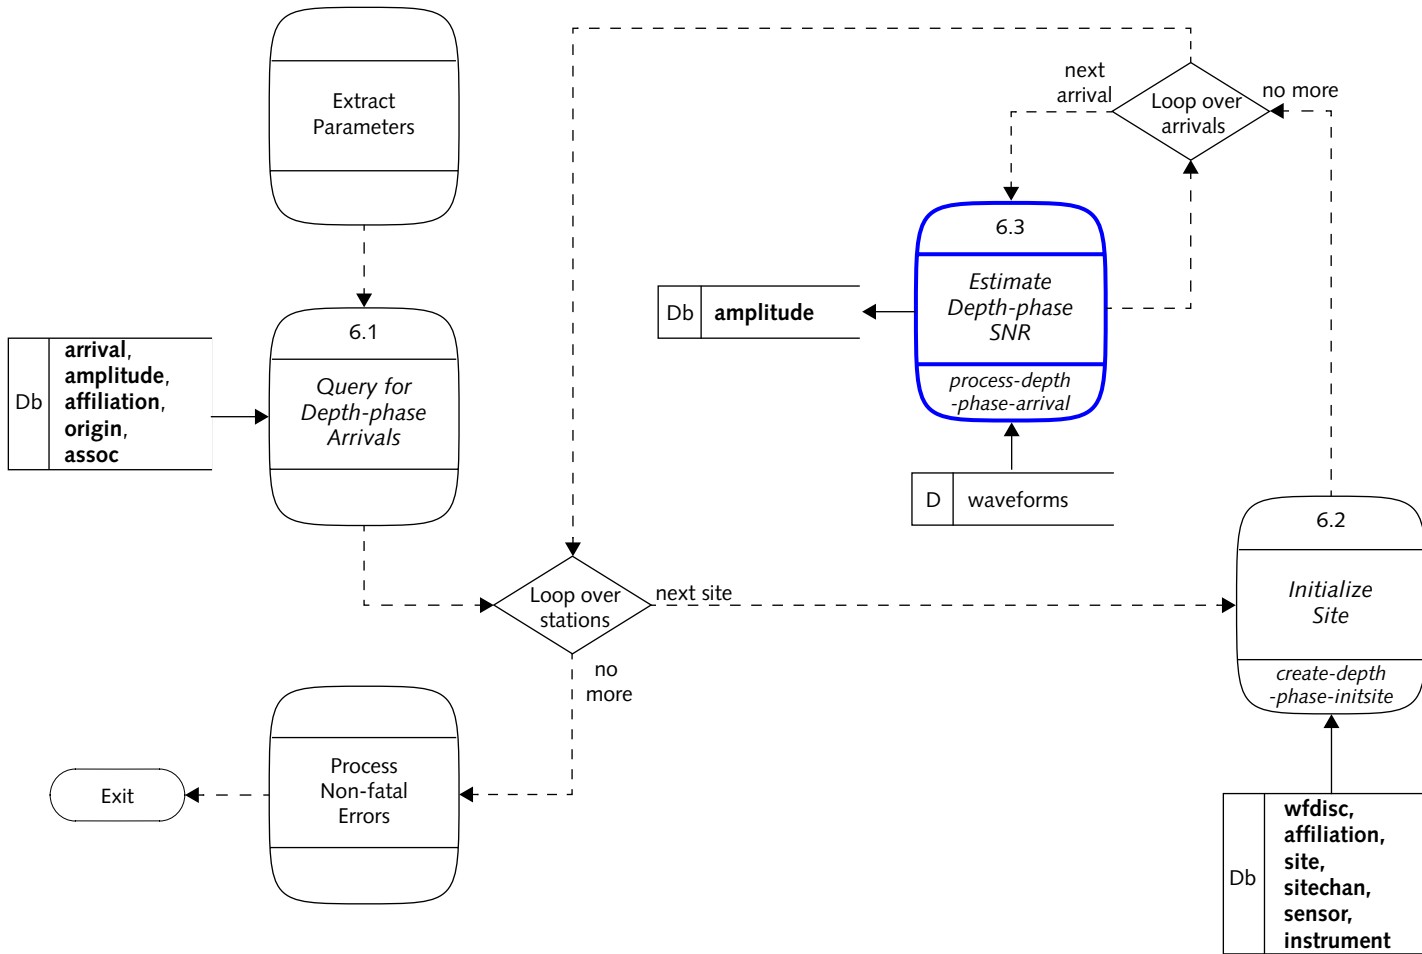 Extract
Parameters
next
arrival
Loop over
arrivals
no more
6.3
Estimate
Depth-phase
SNR
process-depth
-phase-arrival
Db
amplitude
D
waveforms
6.1
Query for
Depth-phase
Arrivals
Db
arrival,
amplitude,
affiliation,
origin,
assoc
Loop over
stations
next site
no
more
6.2
Initialize
Site
create-depth
-phase-initsite
Process
Non-fatal
Errors
Exit
Db
wfdisc,
affiliation,
site,
sitechan,
sensor,
instrument